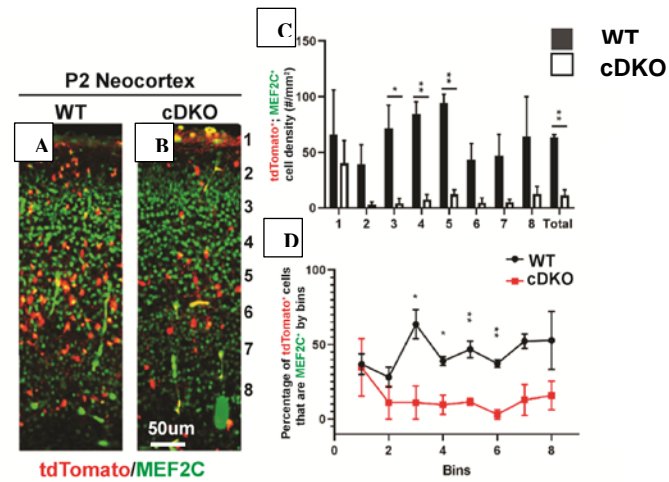 P2 Neocortex
WT
cDKO
A
B
1
2
3
4
5
6
7
8
50um
tdTomato/MEF2C
C
WT
cDKO
tdTomato⁺; MEF2C⁺
cell density (#/mm²)
150
100
50
0
*
**
**
**
1 2 3 4 5 6 7 8 Total
D
WT
cDKO
Percentage of tdTomato⁺ cells
that are MEF2C⁺ by bins
100
50
0
*
*
**
**
0 2 4 6 8
Bins